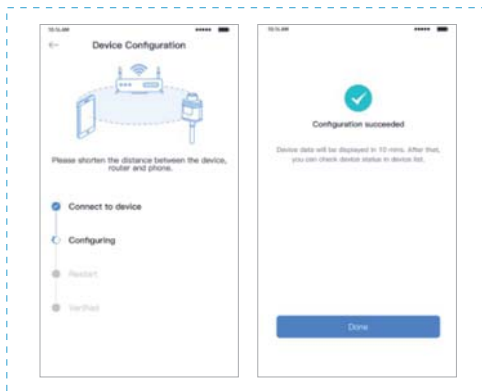 Device Configuration
Please shorten the distance between the device,
router and phone.
Connect to device
Configuring
Restart
Verified
Configuration succeeded
Device data will be displayed in 10 mins. After that,
you can check device status in device list.
Done